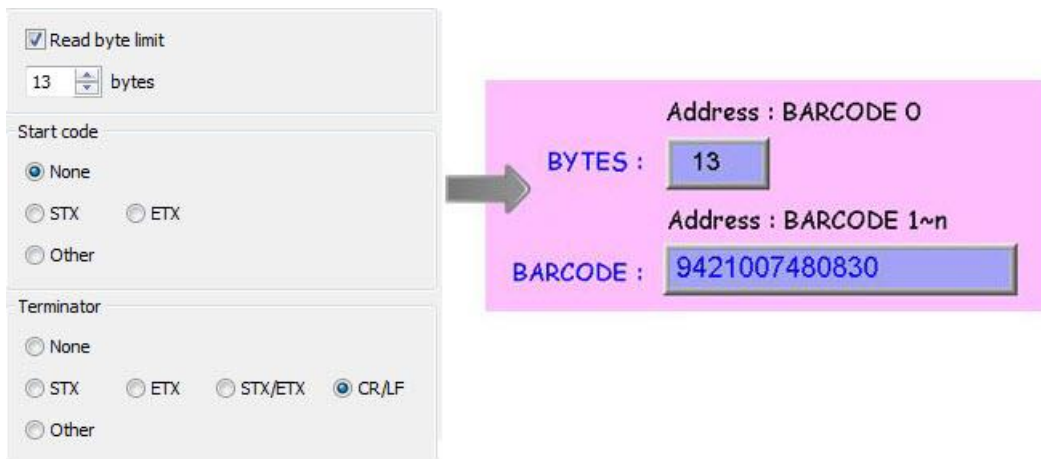 Read byte limit
13 bytes
Start code
None
STX ETX
Other
Terminator
None
STX ETX STX/ETX CR/LF
Other
Address : BARCODE 0
BYTES : 13
Address : BARCODE 1~n
BARCODE : 9421007480830